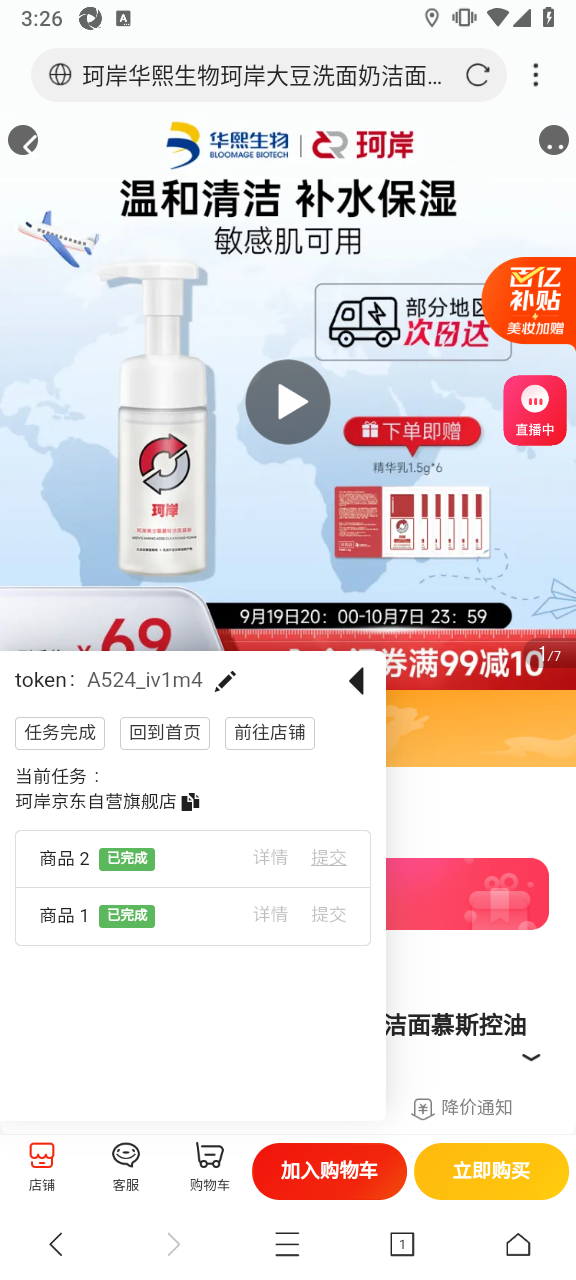 3:26
A
珂岸华熙生物珂岸大豆洗面奶洁面...
华熙生物
BLOOMAGE BIOTECH
珂岸
温和清洁 补水保湿
敏感肌可用
百亿
补贴
美妆加赠
部分地区
次日达
直播中
下单即赠
精华乳1.5g*6
珂岸
9月19日20：00-10月7日 23：59
¥69
券满99减10
1/7
token： A524_iv1m4
任务完成
回到首页
前往店铺
当前任务：
珂岸京东自营旗舰店
商品 2 已完成 详情 提交
商品 1 已完成 详情 提交
洁面慕斯控油
降价通知
店铺
客服
购物车
加入购物车
立即购买
1